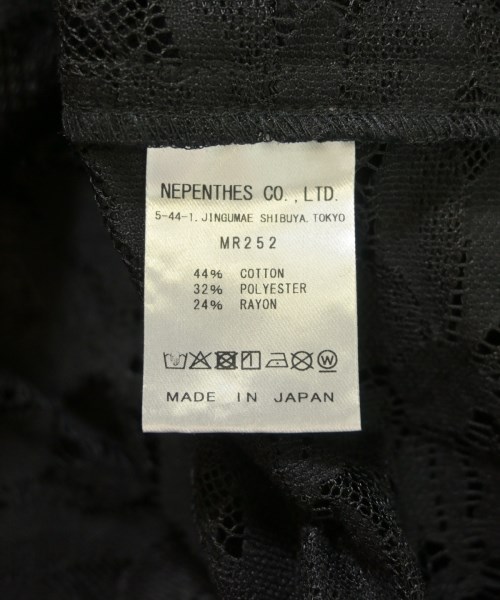 NEPENTHES CO.,LTD.
5-44-1. JINGUMAE SHIBUYA. TOKYO
MR252
44% COTTON
32% POLYESTER
24% RAYON
MADE IN JAPAN